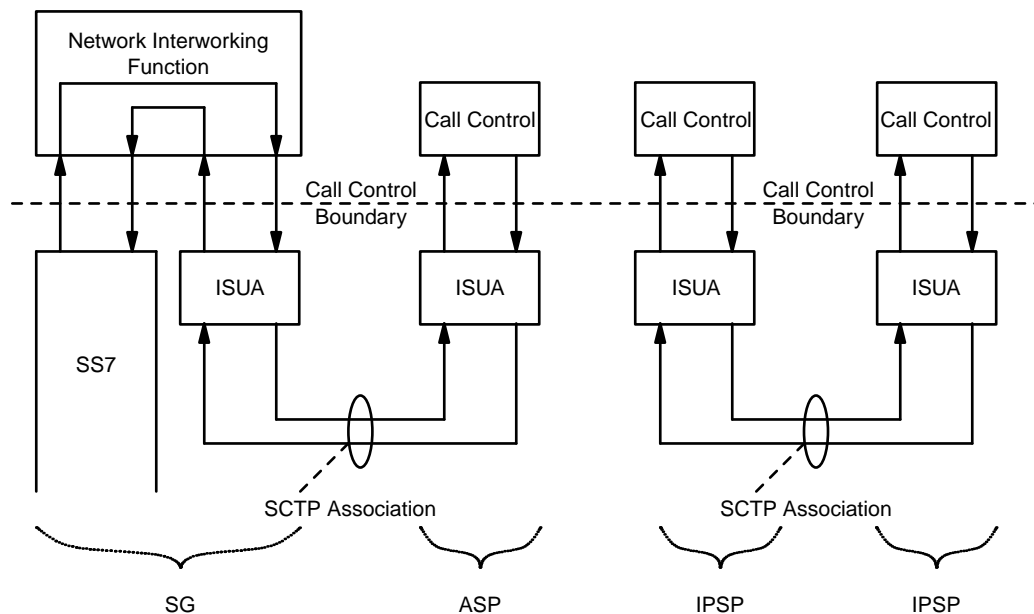 Network Interworking
Function
Call Control
Call Control
Call Control
Call Control
Boundary
Call Control
Boundary
ISUA
ISUA
ISUA
ISUA
SS7
SCTP Association
SCTP Association
SG
ASP
IPSP
IPSP